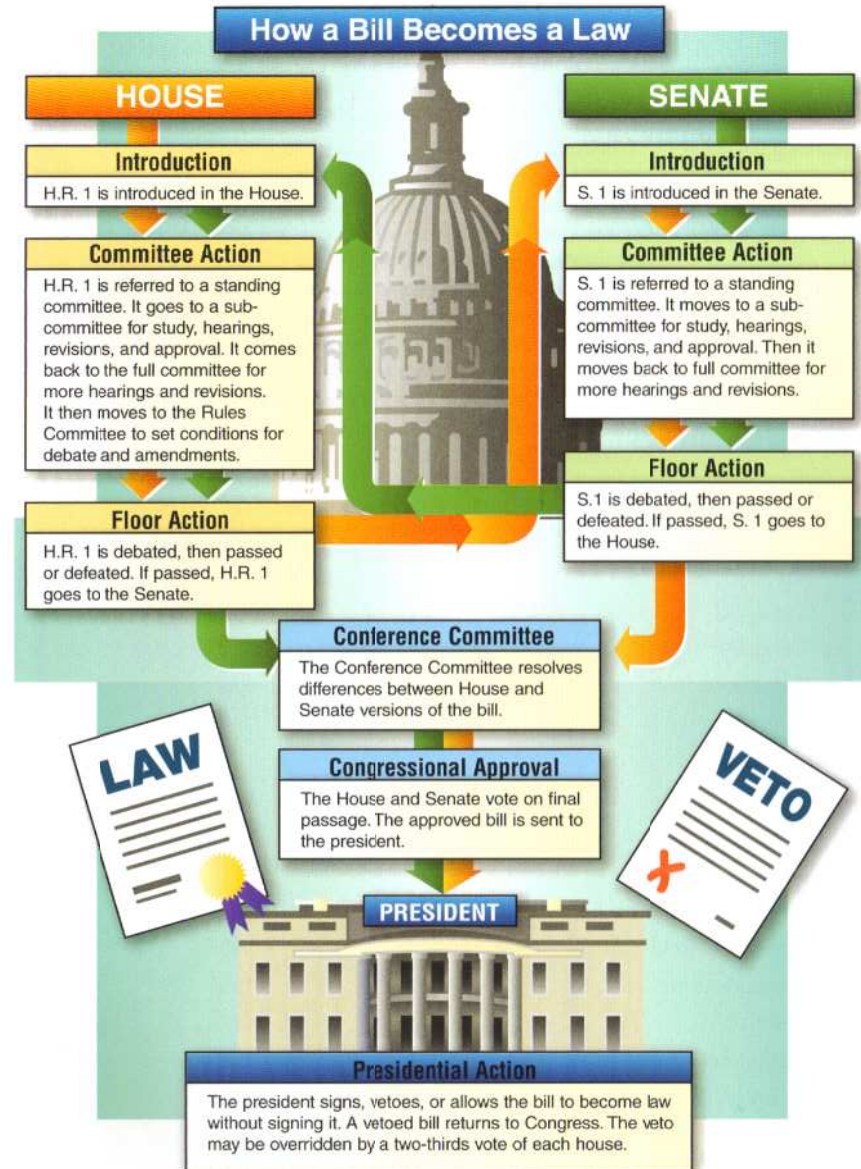 How a Bill Becomes a Law
HOUSE
Introduction
H.R. 1 is introduced in the House.
Committee Action
H.R. 1 is referred to a standing
committee. It goes to a sub-
committee for study, hearings,
revisions, and approval. It comes
back to the full committee for
more hearings and revisions.
It then moves to the Rules
Committee to set conditions for
debate and amendments.
Floor Action
H.R. 1 is debated, then passed
or defeated. If passed, H.R. 1
goes to the Senate.
SENATE
Introduction
S. 1 is introduced in the Senate.
Committee Action
S. 1 is referred to a standing
committee. It moves to a sub-
committee for study, hearings,
revisions, and approval. Then it
moves back to full committee for
more hearings and revisions.
Floor Action
S.1 is debated, then passed or
defeated. If passed, S. 1 goes to
the House.
Conference Committee
The Conference Committee resolves
differences between House and
Senate versions of the bill.
LAW
Congressional Approval
The House and Senate vote on final
passage. The approved bill is sent to
the president.
VETO
PRESIDENT
Presidential Action
The president signs, vetoes, or allows the bill to become law
without signing it. A vetoed bill returns to Congress. The veto
may be overridden by a two-thirds vote of each house.